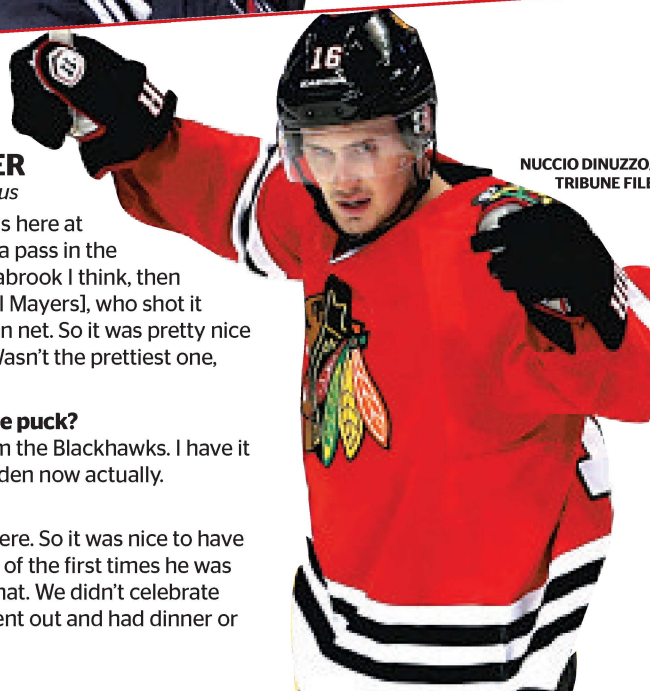 16
NUCCIO DINUZZO/
TRIBUNE FILE
ER
us
s here at
a pass in the
abrook I think, then
l Mayers], who shot it
n net. So it was pretty nice
Wasn't the prettiest one,
e puck?
m the Blackhawks. I have it
den now actually.
ere. So it was nice to have
of the first times he was
hat. We didn't celebrate
ent out and had dinner or